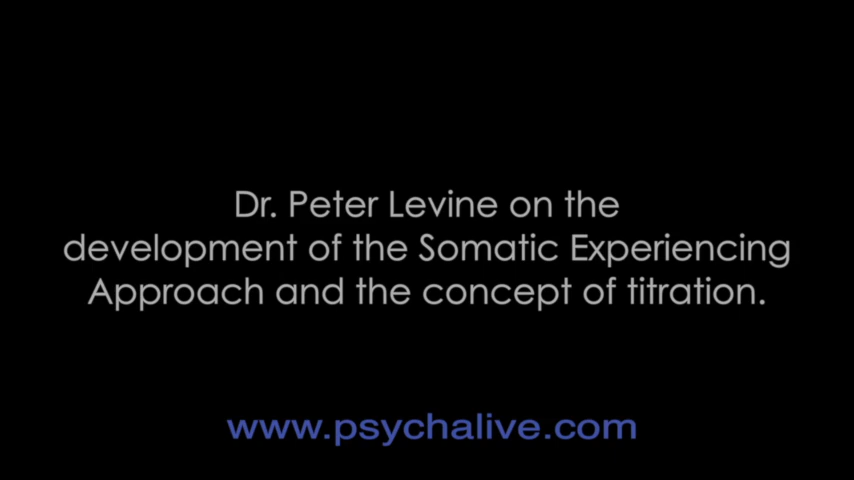 Dr. Peter Levine on the
development of the Somatic Experiencing
Approach and the concept of titration.
www.psychalive.com